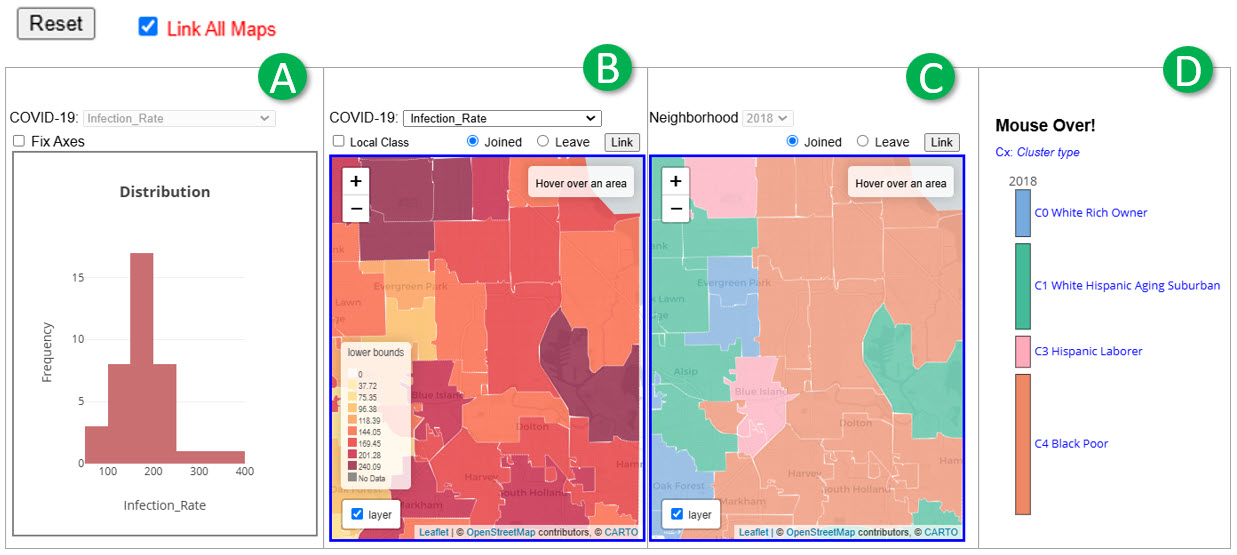 Reset
Link All Maps
A
B
C
D
COVID-19: Infection_Rate
Fix Axes
Distribution
15
10
5
0
Frequency
100 200 300 400
Infection_Rate
COVID-19: Infection_Rate
Local Class Joined Leave Link
+
−
Hover over an area
Evergreen Park
Lawn
Blue Island
Dolton
Harvey
South Holland
Markham
Oak Forest
Ham
lower bounds
0
37.72
75.35
96.38
118.39
144.05
169.45
201.28
240.09
No Data
layer
Leaflet | © OpenStreetMap contributors, © CARTO
Neighborhood 2018
Joined Leave Link
+
−
Hover over an area
Evergreen Park
Lawn
Alsip
Blue Island
Dolton
Harvey
South Holland
Markham
Oak Forest
Ham
layer
Leaflet | © OpenStreetMap contributors, © CARTO
Mouse Over!
Cx: Cluster type
2018
C0 White Rich Owner
C1 White Hispanic Aging Suburban
C3 Hispanic Laborer
C4 Black Poor